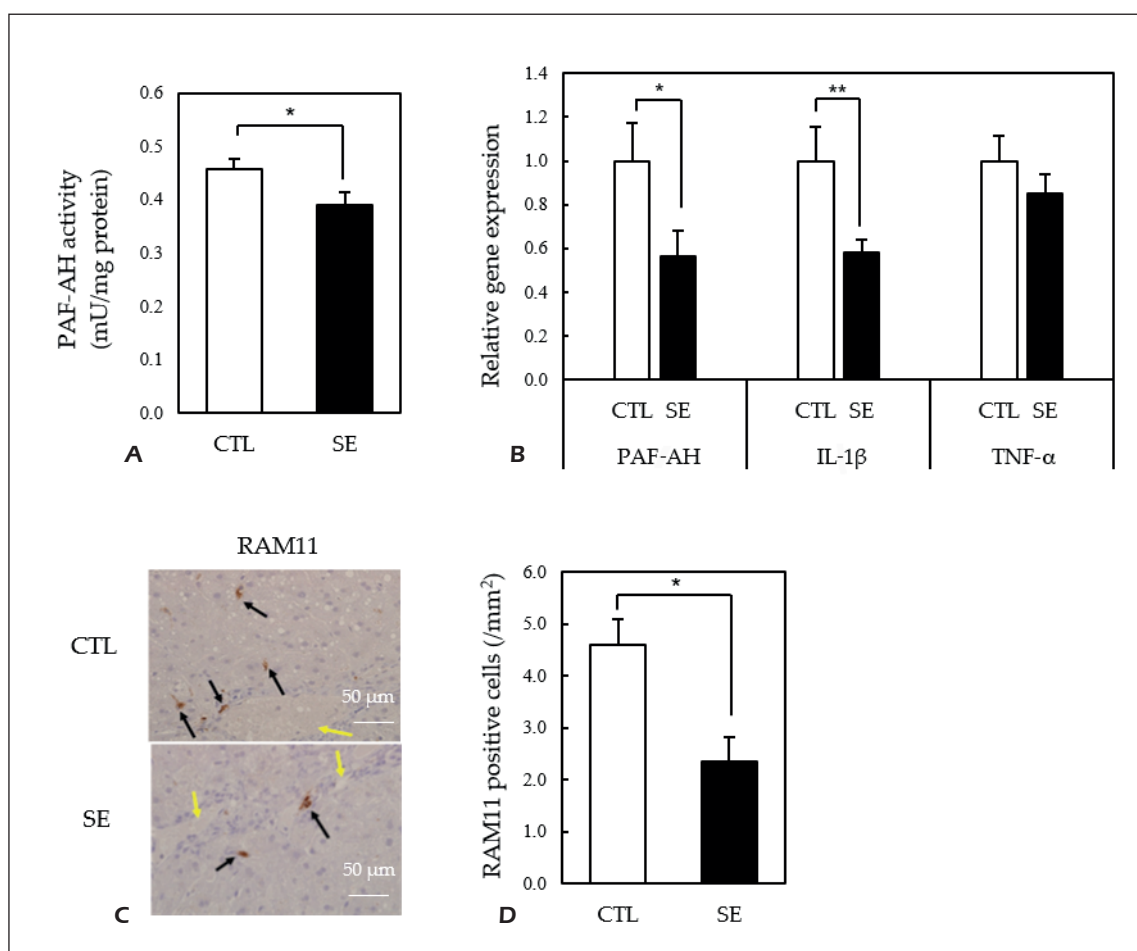 0.6
0.5
0.4
0.3
0.2
0.1
0.0
PAF-AH activity
(mU/mg protein)
*
CTL SE
A
1.4
1.2
1.0
0.8
0.6
0.4
0.2
0.0
Relative gene expression
* **
CTL SE CTL SE CTL SE
PAF-AH IL-1β TNF-α
B
RAM11
CTL
50 µm
SE
50 µm
C
6.0
5.0
4.0
3.0
2.0
1.0
0.0
RAM11 positive cells (/mm²)
*
CTL SE
D